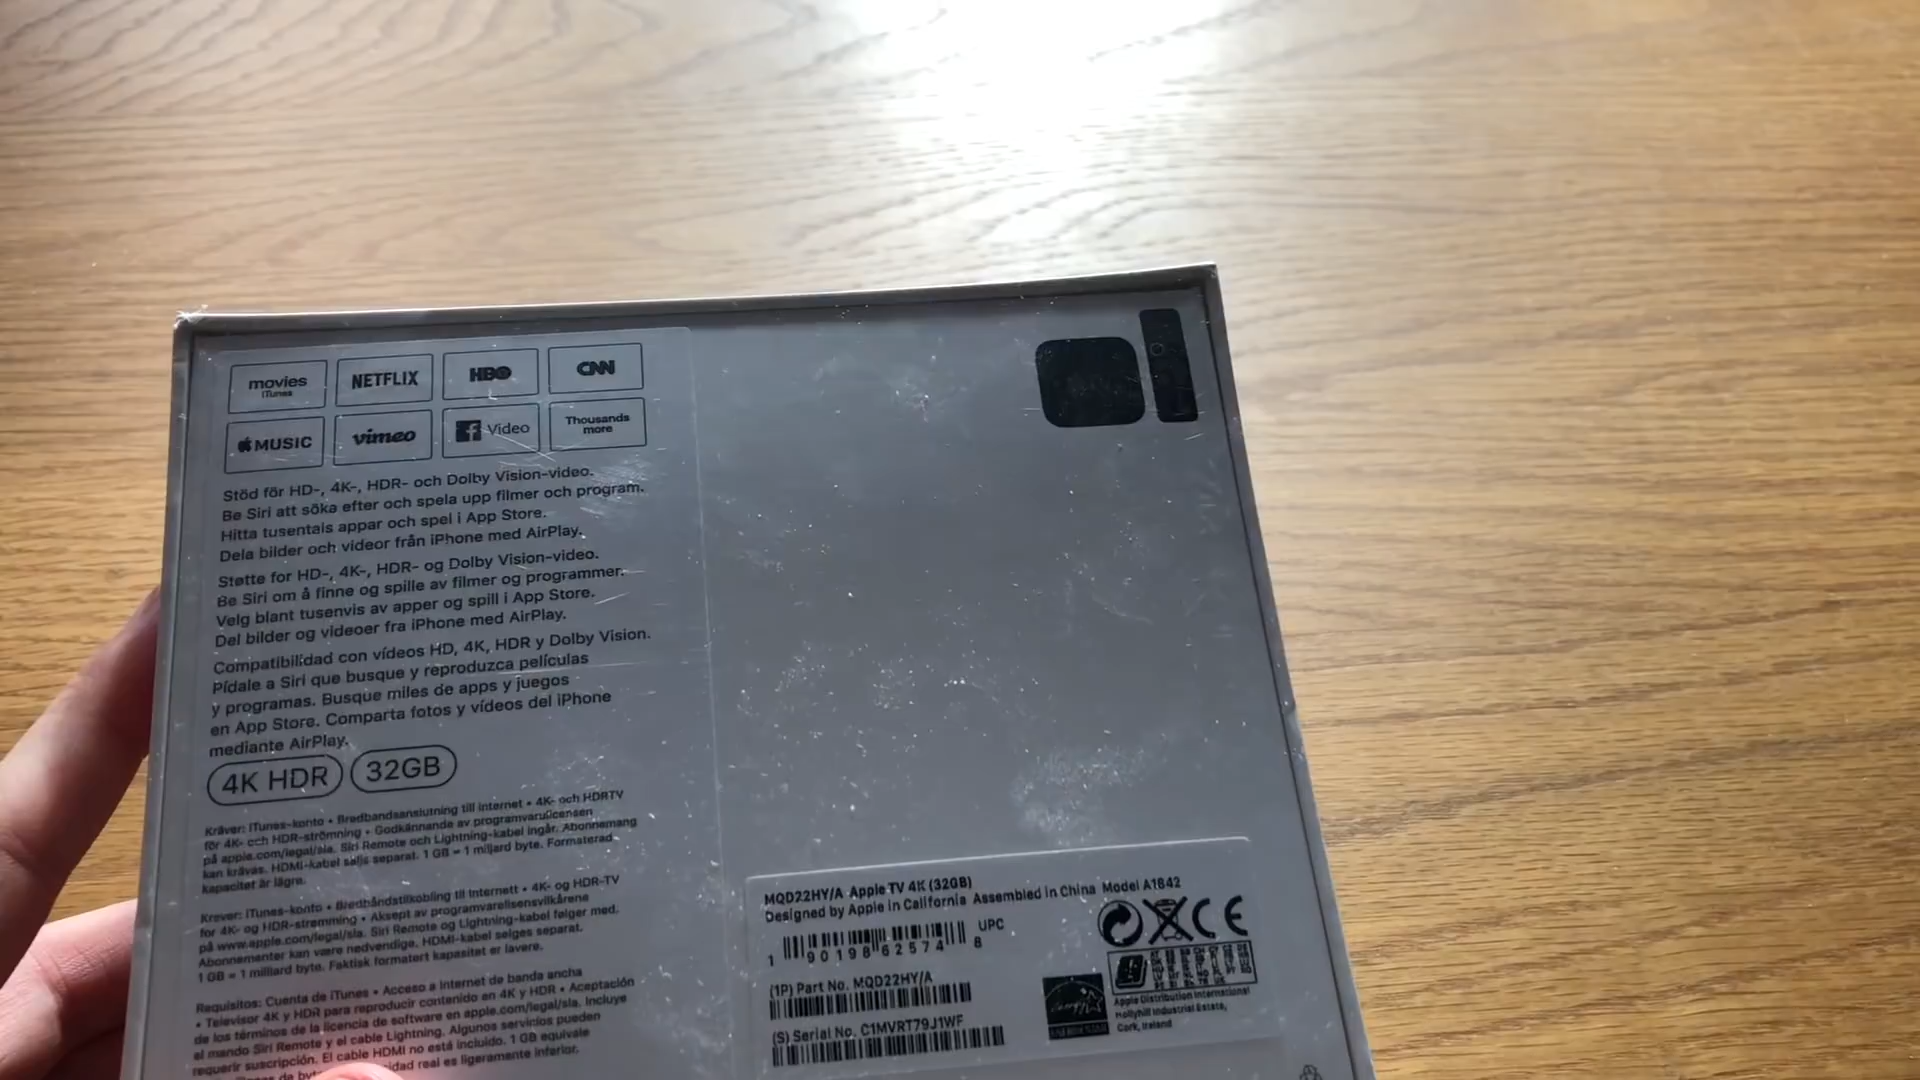 movies
iTunes
NETFLIX
HBO
CNN
MUSIC
vimeo
Video
Thousands
more
Stöd för HD-, 4K-, HDR- och Dolby Vision-video.
Be Siri att söka efter och spela upp filmer och program.
Hitta tusentals appar och spel i App Store.
Dela bilder och videor från iPhone med AirPlay.
Støtte for HD-, 4K-, HDR- og Dolby Vision-video.
Be Siri om å finne og spille av filmer og programmer.
Velg blant tusenvis av apper og spill i App Store.
Del bilder og videoer fra iPhone med AirPlay.
Compatibilidad con vídeos HD, 4K, HDR y Dolby Vision.
Pídale a Siri que busque y reproduzca películas
y programas. Busque miles de apps y juegos
en App Store. Comparta fotos y vídeos del iPhone
mediante AirPlay.
4K HDR 32GB
Kräver: iTunes-konto • Bredbandsanslutning till internet • 4K- och HDRTV
för 4K- och HDR-strömning • Godkännande av programvarulicensen
på apple.com/legal/sla. Siri Remote och Lightning-kabel ingår. Abonnemang
kan krävas. HDMI-kabel säljs separat. 1 GB = 1 miljard byte. Formaterad
kapacitet är lägre.
Krever: iTunes-konto • Bredbåndstilkobling til Internett • 4K- og HDR-TV
for 4K- og HDR-strømming • Aksept av programvarelisensvilkårene
på www.apple.com/legal/sla. Siri Remote og Lightning-kabel følger med.
Abonnementer kan være nødvendige. HDMI-kabel selges separat.
1 GB = 1 milliard byte. Faktisk formatert kapasitet er lavere.
Requisitos: Cuenta de iTunes • Acceso a Internet de banda ancha
• Televisor 4K y HDR para reproducir contenido en 4K y HDR • Aceptación
de los términos de la licencia de software en apple.com/legal/sla. Incluye
el mando Siri Remote y el cable Lightning. Algunos servicios pueden
requerir suscripción. El cable HDMI no está incluido. 1 GB equivale
real es ligeramente inferior.
MQD22HY/A Apple TV 4K (32GB)
Designed by Apple in California Assembled in China Model A1842
UPC
1 90198 62574 8
(1P) Part No. MQD22HY/A
(S) Serial No. C1MVRT79J1WF
CE
Apple Distribution International
Hollyhill Industrial Estate,
Cork, Ireland